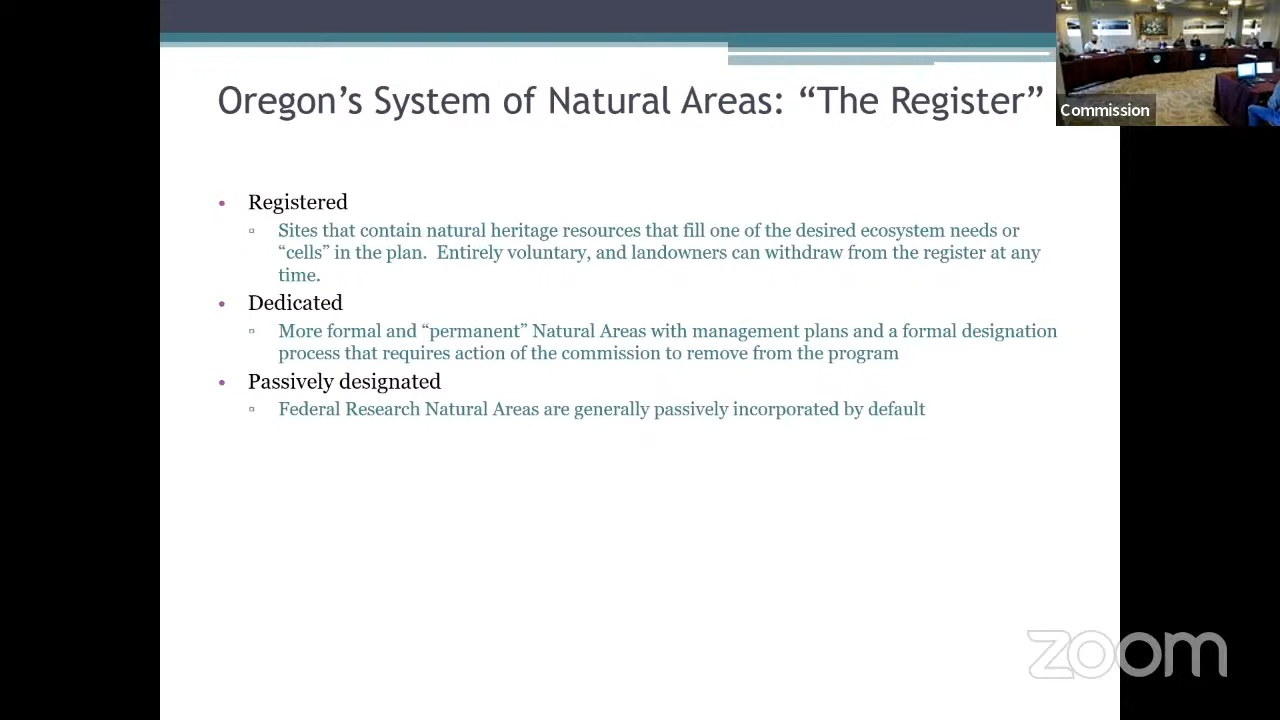 Oregon’s System of Natural Areas: “The Register”
Commission
• Registered
▫ Sites that contain natural heritage resources that fill one of the desired ecosystem needs or
“cells” in the plan.  Entirely voluntary, and landowners can withdraw from the register at any
time.
• Dedicated
▫ More formal and “permanent” Natural Areas with management plans and a formal designation
process that requires action of the commission to remove from the program
• Passively designated
▫ Federal Research Natural Areas are generally passively incorporated by default
zoom